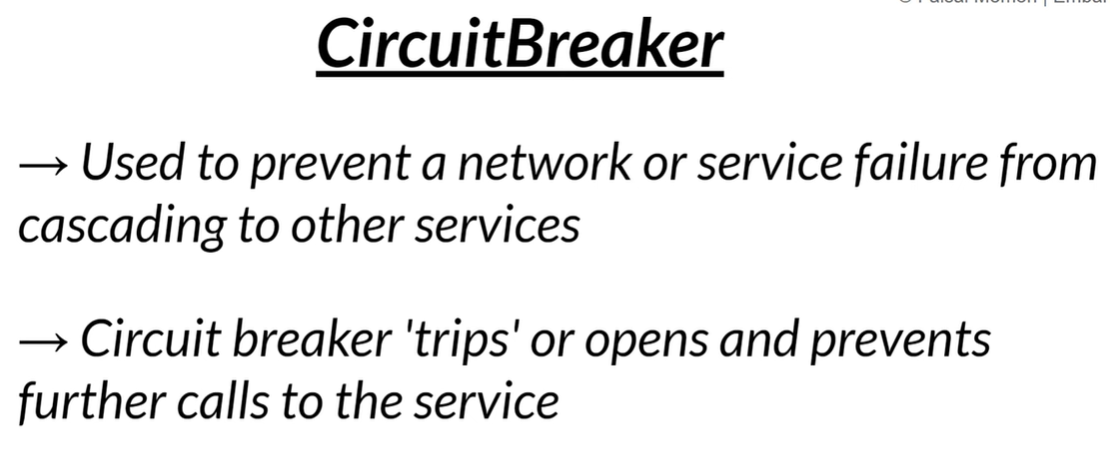 CircuitBreaker
→ Used to prevent a network or service failure from
cascading to other services
→ Circuit breaker 'trips' or opens and prevents
further calls to the service